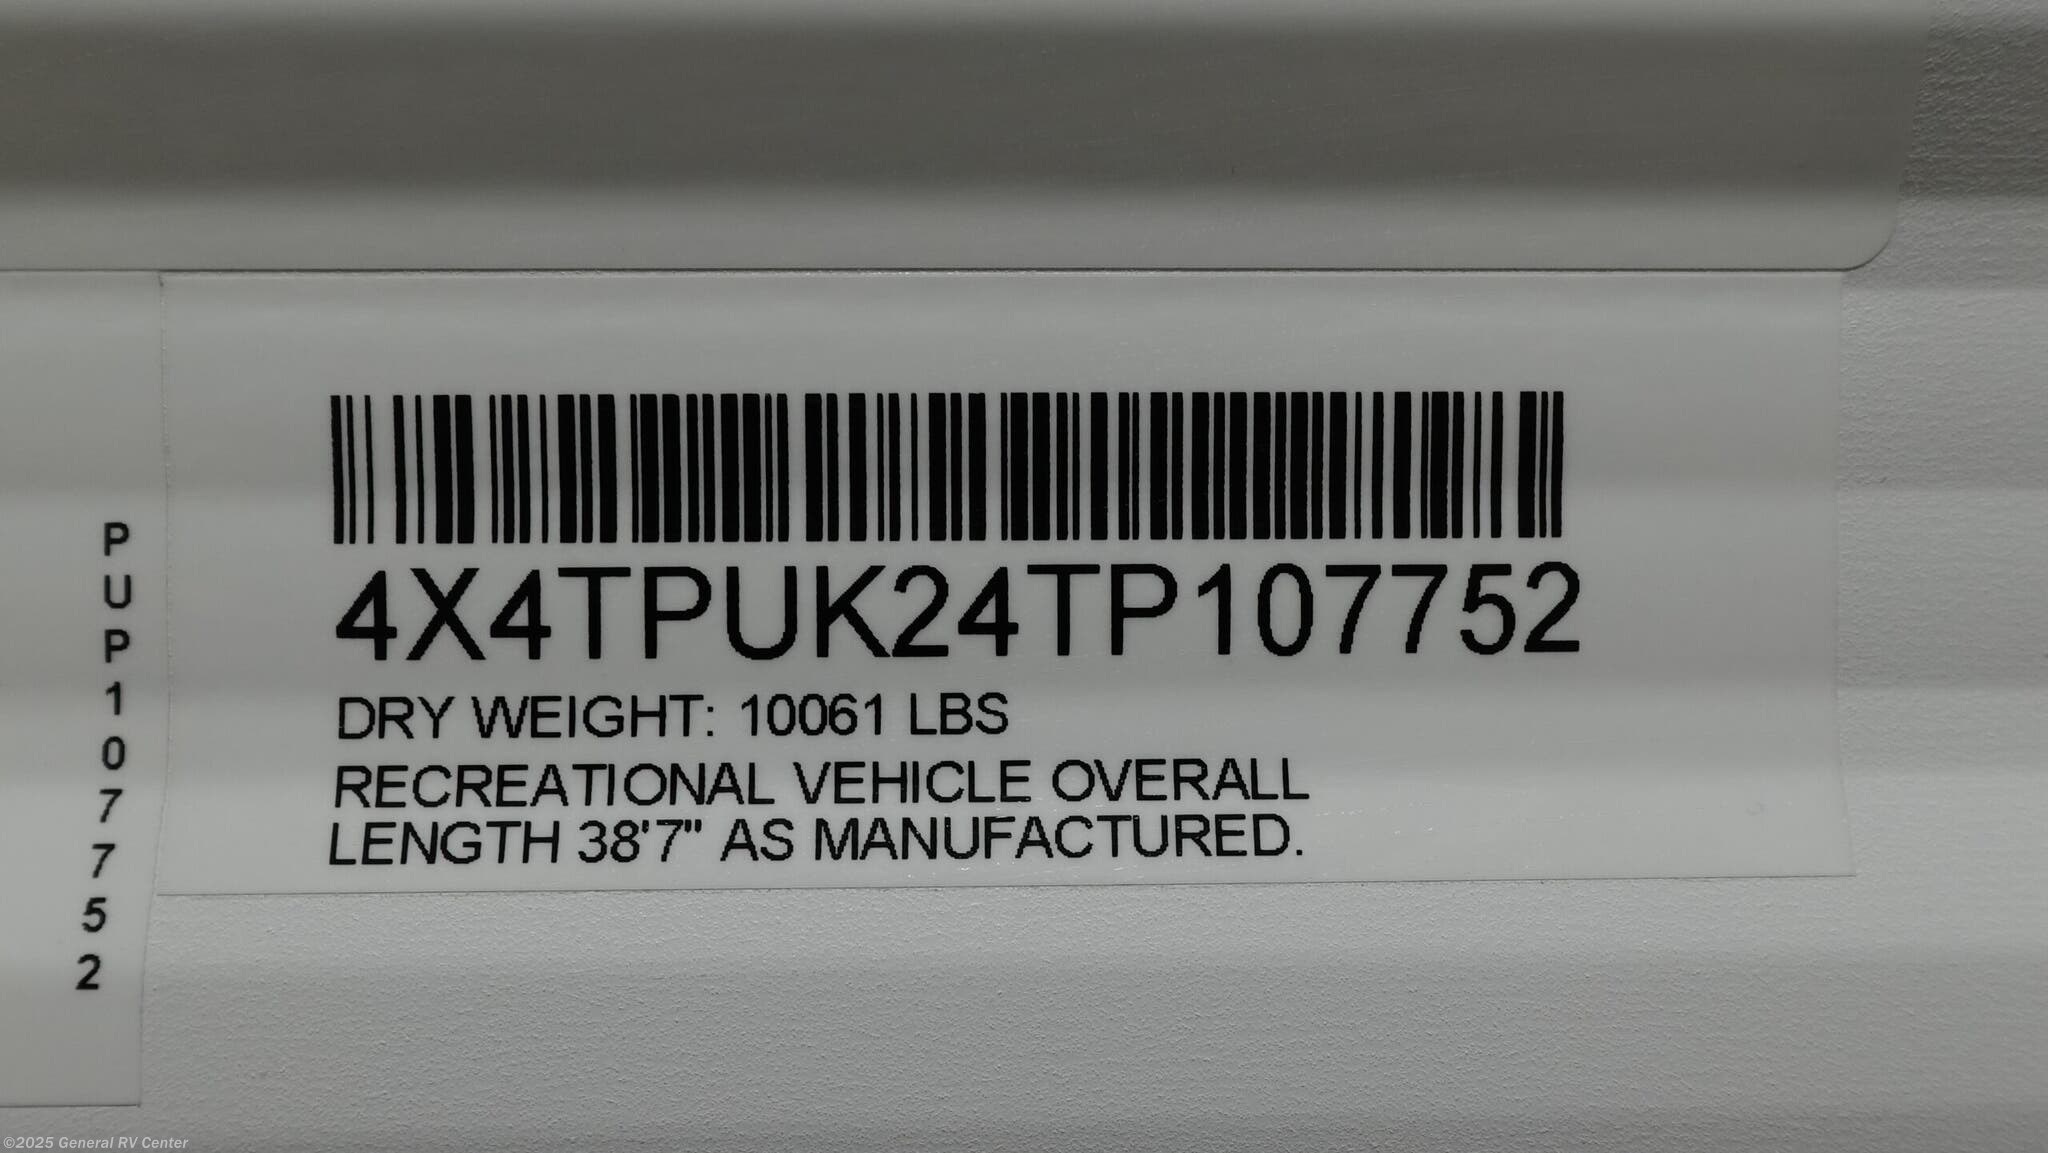 4X4TPUK24TP107752
DRY WEIGHT: 10061 LBS
RECREATIONAL VEHICLE OVERALL
LENGTH 38'7" AS MANUFACTURED.
PUP107752
©2025 General RV Center